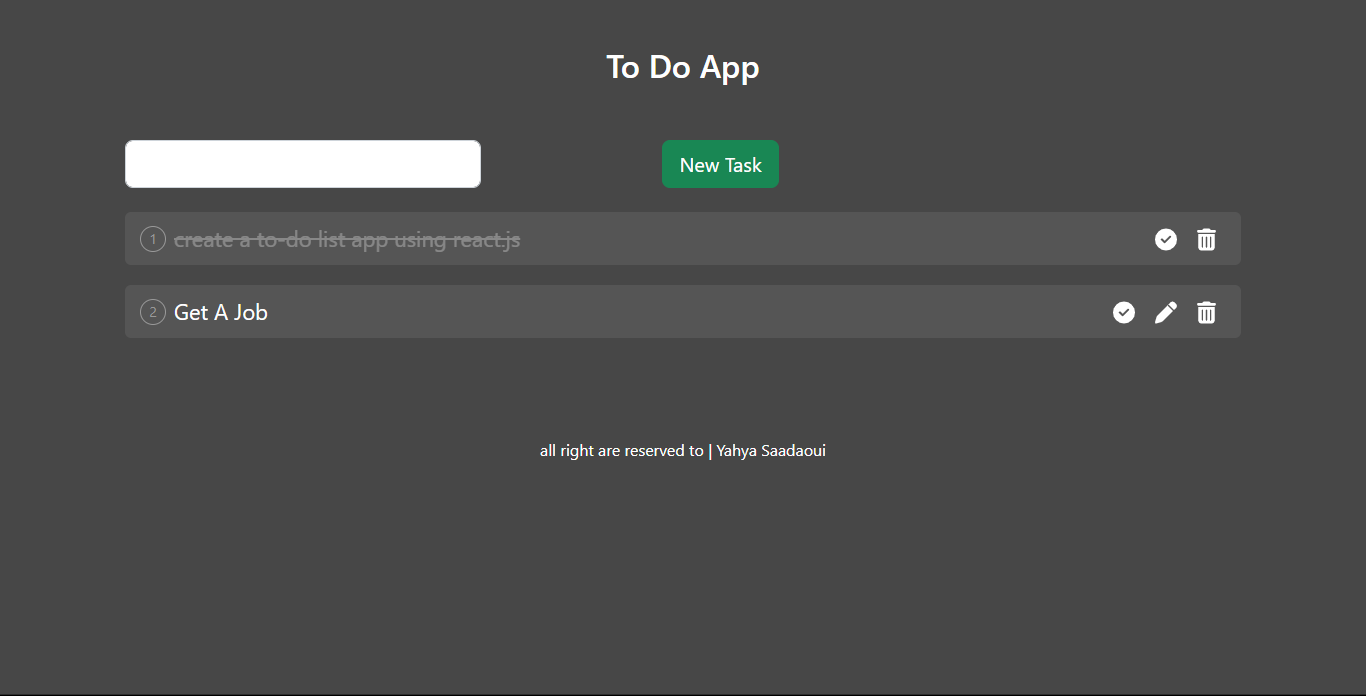 To Do App
New Task
1 create a to-do list app using react.js
2 Get A Job
all right are reserved to | Yahya Saadaoui